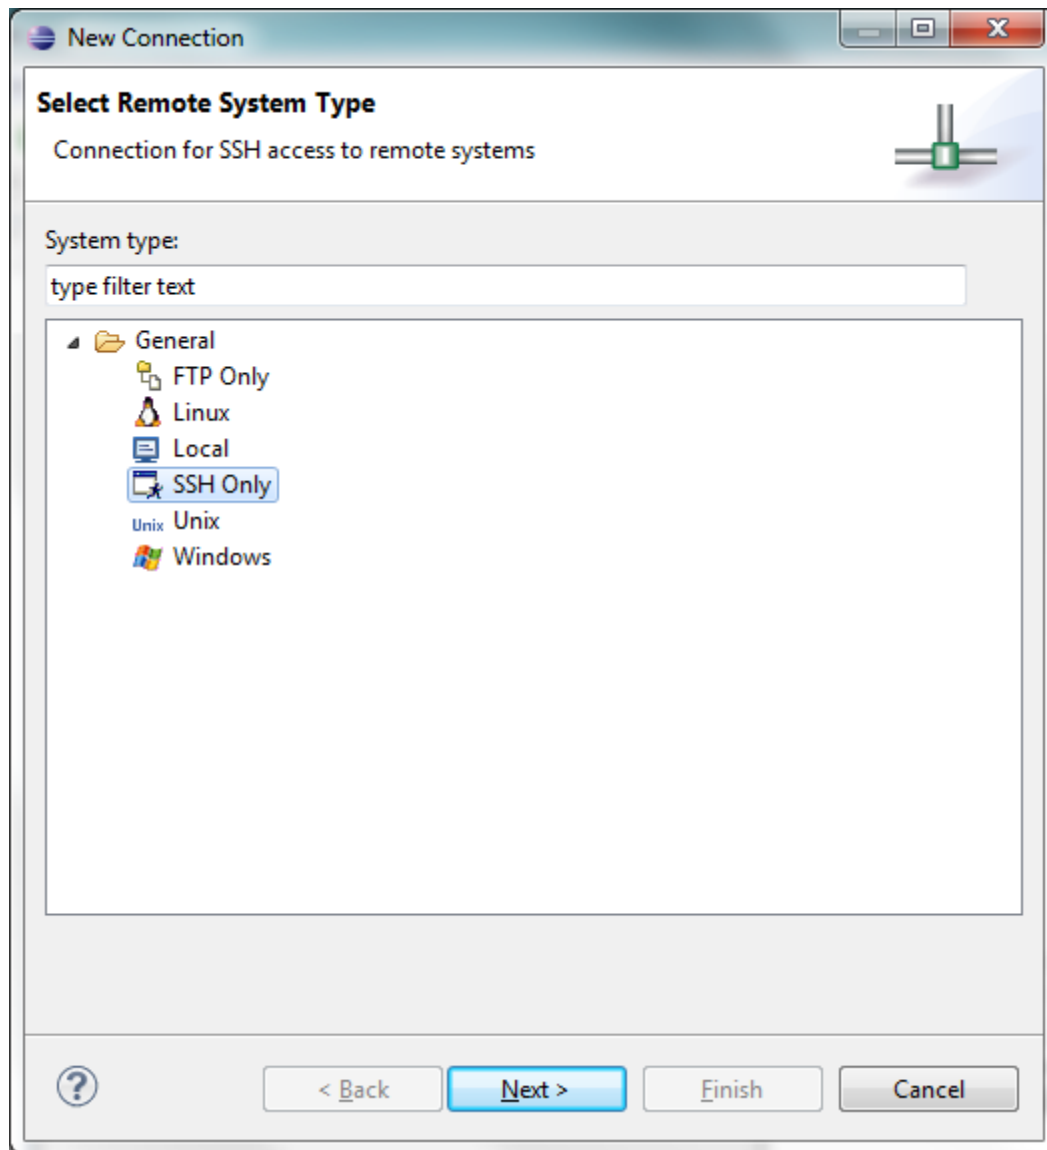 New Connection
Select Remote System Type
Connection for SSH access to remote systems
System type:
type filter text
General
FTP Only
Linux
Local
SSH Only
Unix Unix
Windows
?
< Back Next > Finish Cancel